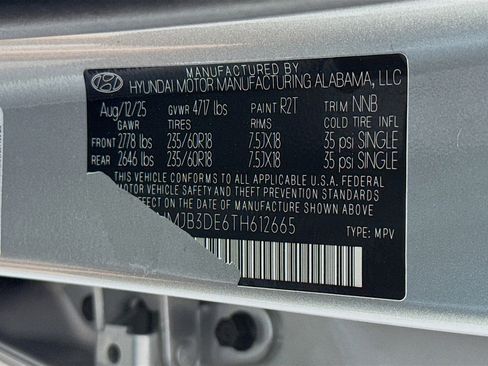 MANUFACTURED BY
HYUNDAI MOTOR MANUFACTURING ALABAMA, LLC
Aug/12/25 GVWR 4717 lbs PAINT R2T TRIM NNB
GAWR TIRES RIMS COLD TIRE INFL
FRONT 2778 lbs 235/60R18 7.5JX18 35 psi SINGLE
REAR 2646 lbs 235/60R18 7.5JX18 35 psi SINGLE
THIS VEHICLE CONFORMS TO ALL APPLICABLE U.S.A. FEDERAL
MOTOR VEHICLE SAFETY AND THEFT PREVENTION STANDARDS IN
EFFECT ON THE DATE OF MANUFACTURE SHOWN ABOVE.
MJB3DE6TH612665
TYPE: MPV